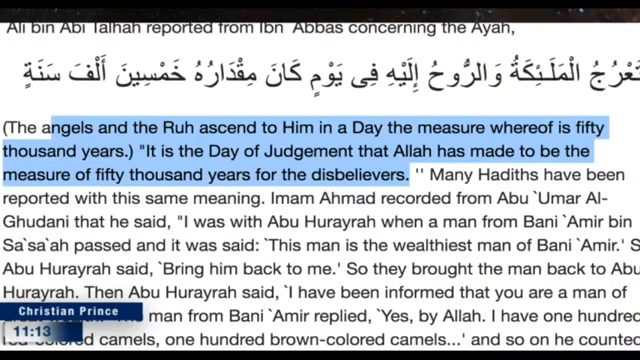 Ali bin Abi Talhah reported from Ibn `Abbas concerning the Ayah,
تَعْرُجُ الْمَلَـئِكَةُ وَالرُّوحُ إِلَيْهِ فِى يَوْمٍ كَانَ مِقْدَارُهُ خَمْسِينَ أَلْفَ سَنَةٍ
(The angels and the Ruh ascend to Him in a Day the measure whereof is fifty
thousand years.) "It is the Day of Judgement that Allah has made to be the
measure of fifty thousand years for the disbelievers. '' Many Hadiths have been
reported with this same meaning. Imam Ahmad recorded from Abu `Umar Al-
Ghudani that he said, "I was with Abu Hurayrah when a man from Bani `Amir bin
Sa`sa`ah passed and it was said: `This man is the wealthiest man of Bani `Amir.' S
Abu Hurayrah said, `Bring him back to me.' So they brought the man back to Abu
Hurayrah. Then Abu Hurayrah said, `I have been informed that you are a man of
Christian Prince
man from Bani `Amir replied, `Yes, by Allah. I have one hundred
11:13
colored camels, one hundred brown-colored camels...' and so on he counted